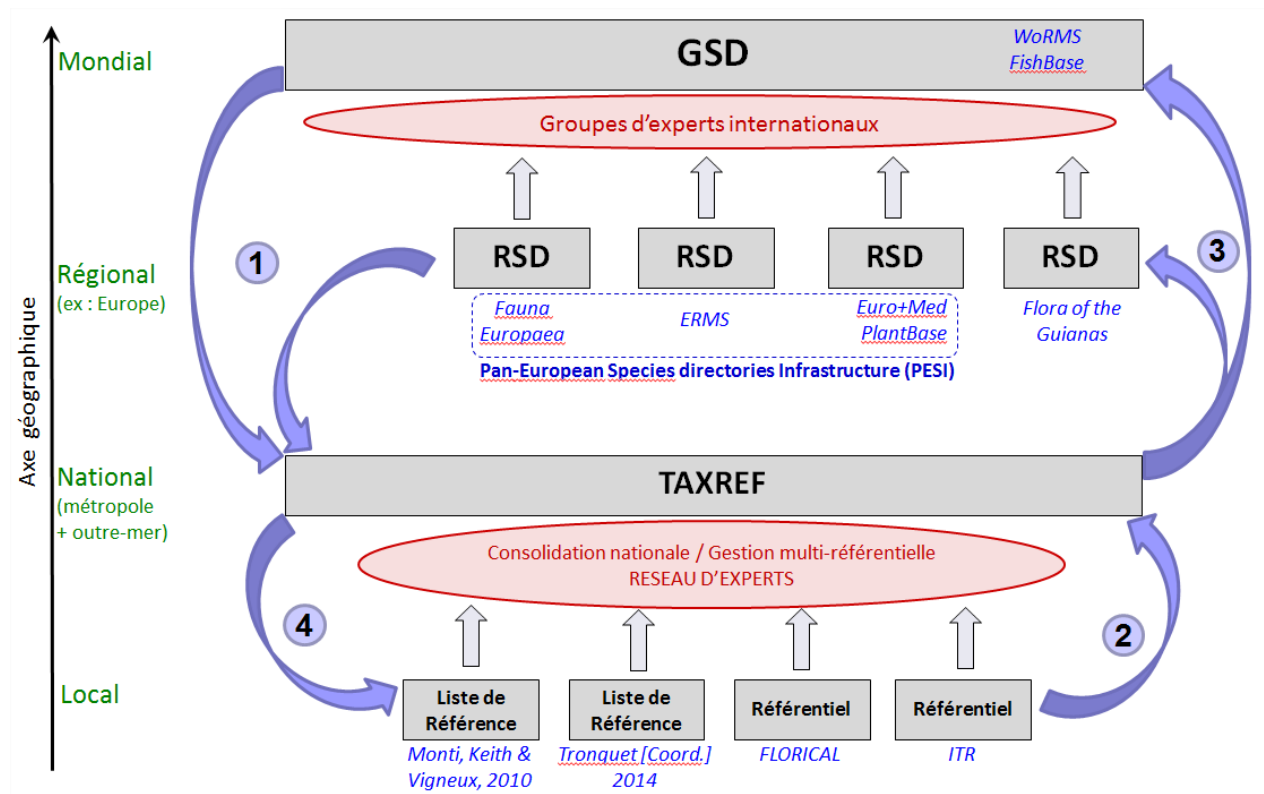 Axe géographique
Mondial
GSD
WoRMS
FishBase
Groupes d'experts internationaux
1
3
Régional
(ex : Europe)
RSD
RSD
RSD
RSD
Fauna
Europaea
ERMS
Euro+Med
PlantBase
Flora of the
Guianas
Pan-European Species directories Infrastructure (PESI)
National
(métropole
+ outre-mer)
TAXREF
Consolidation nationale / Gestion multi-référentielle
RESEAU D'EXPERTS
4
2
Local
Liste de
Référence
Liste de
Référence
Référentiel
Référentiel
Monti, Keith &
Vigneux, 2010
Tronquet [Coord.]
2014
FLORICAL
ITR